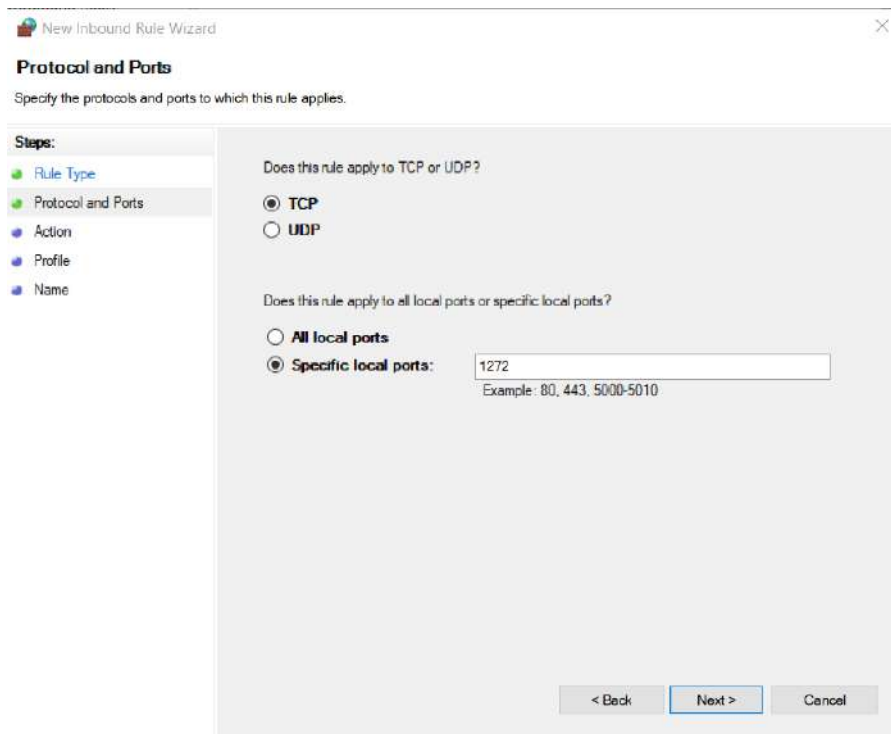 New Inbound Rule Wizard
Protocol and Ports
Specify the protocols and ports to which this rule applies.
Steps:
Rule Type
Protocol and Ports
Action
Profile
Name
Does this rule apply to TCP or UDP?
TCP
UDP
Does this rule apply to all local ports or specific local ports?
All local ports
Specific local ports: 1272
Example: 80, 443, 5000-5010
< Back Next > Cancel